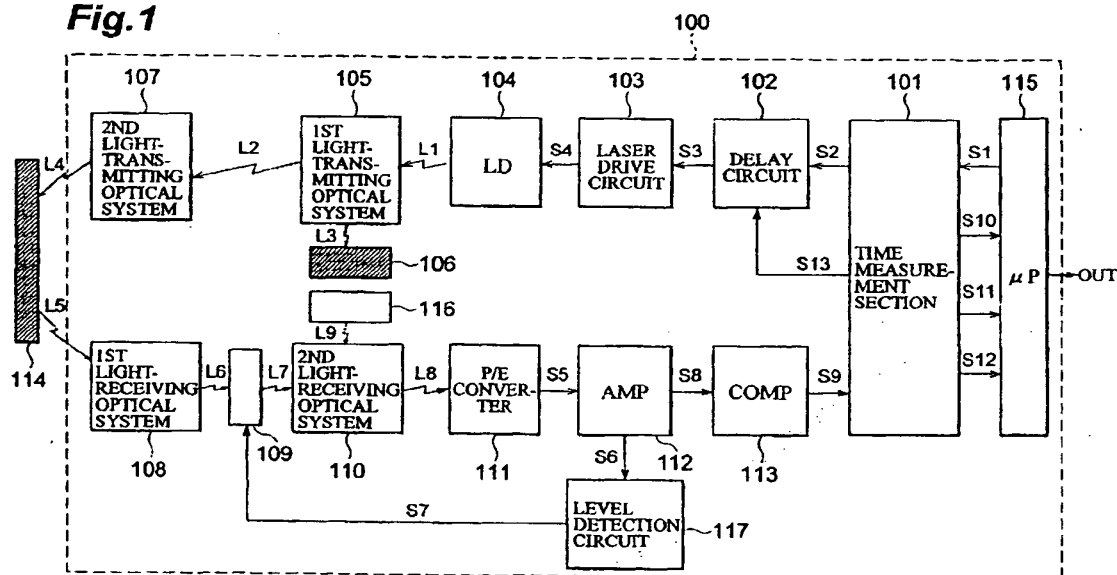 Fig.1
100
107
105
104
103
102
101
115
2ND
LIGHT-
TRANS-
MITTING
OPTICAL
SYSTEM
L2
1ST
LIGHT-
TRANS-
MITTING
OPTICAL
SYSTEM
L1
LD
S4
LASER
DRIVE
CIRCUIT
S3
DELAY
CIRCUIT
S2
S1
L4
S10
L3
106
S13
TIME
MEASURE-
MENT
SECTION
μP
OUT
S11
116
L5
L9
S12
114
1ST
LIGHT-
RECEIVING
OPTICAL
SYSTEM
L6
L7
2ND
LIGHT-
RECEIVING
OPTICAL
SYSTEM
L8
P/E
CONVER-
TER
S5
AMP
S8
COMP
S9
108
109
110
111
112
113
S6
S7
LEVEL
DETECTION
CIRCUIT
117